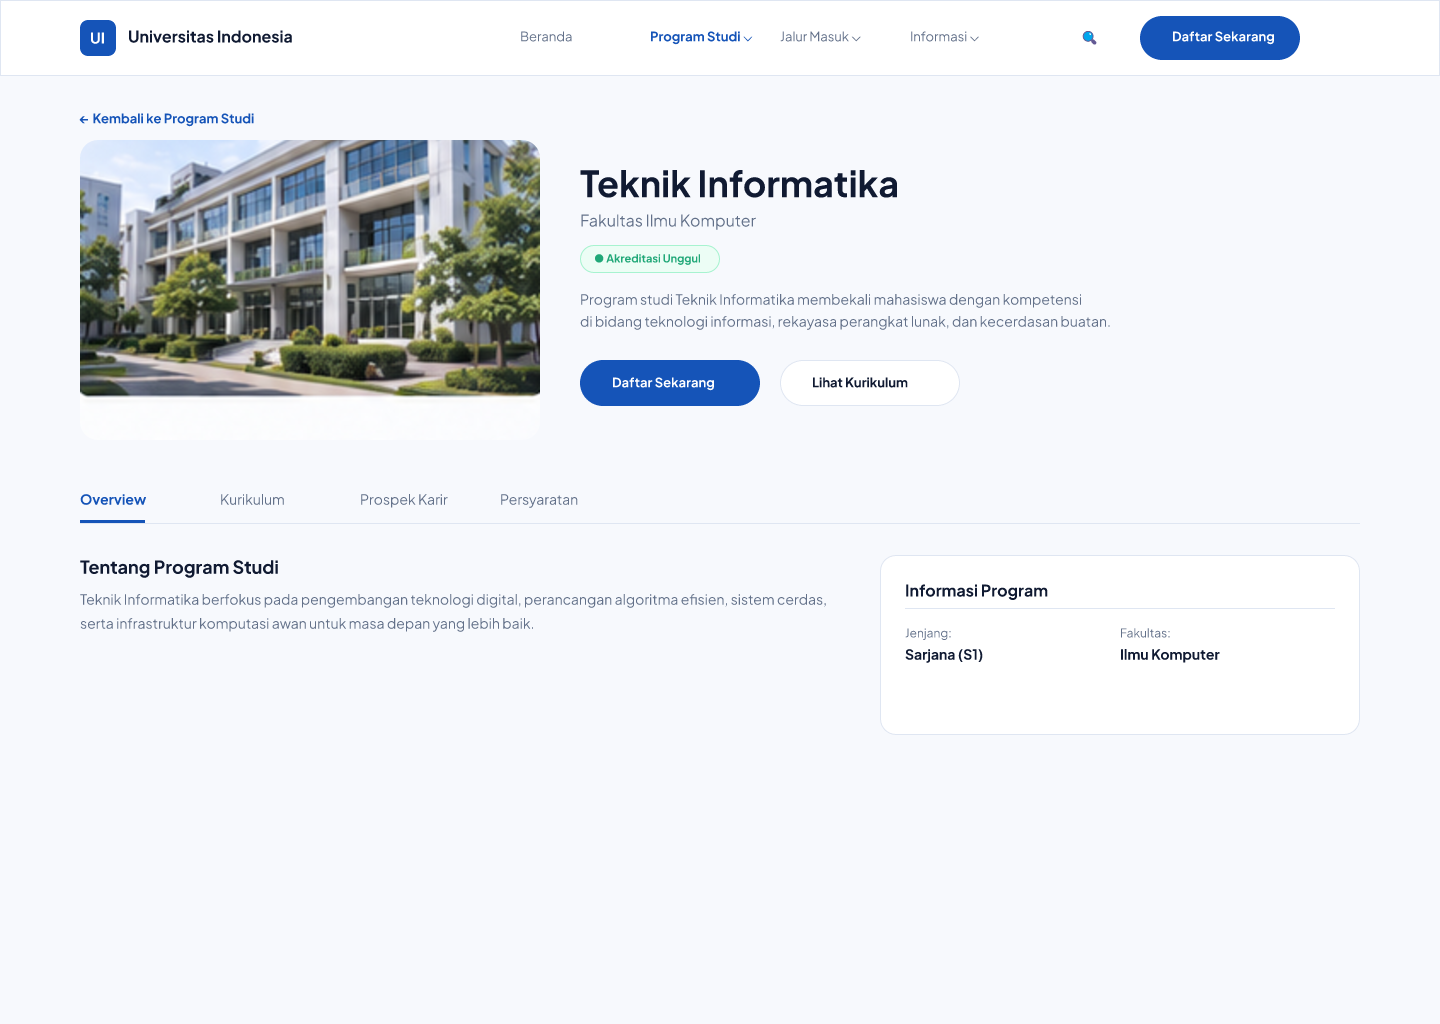 UI
Universitas Indonesia
Beranda
Program Studi
Jalur Masuk
Informasi
Daftar Sekarang
← Kembali ke Program Studi
Teknik Informatika
Fakultas Ilmu Komputer
● Akreditasi Unggul
Program studi Teknik Informatika membekali mahasiswa dengan kompetensi
di bidang teknologi informasi, rekayasa perangkat lunak, dan kecerdasan buatan.
Daftar Sekarang
Lihat Kurikulum
Overview
Kurikulum
Prospek Karir
Persyaratan
Tentang Program Studi
Teknik Informatika berfokus pada pengembangan teknologi digital, perancangan algoritma efisien, sistem cerdas,
serta infrastruktur komputasi awan untuk masa depan yang lebih baik.
Informasi Program
Jenjang:
Sarjana (S1)
Fakultas:
Ilmu Komputer